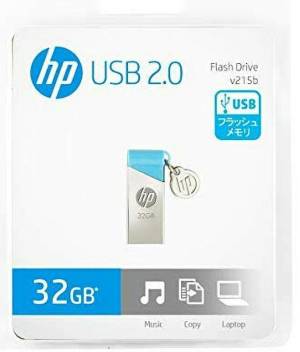 hp USB 2.0
Flash Drive
v215b
USB
フラッシュ
メモリ
hp
hp
32GB
32GB*
Music
Copy
Laptop